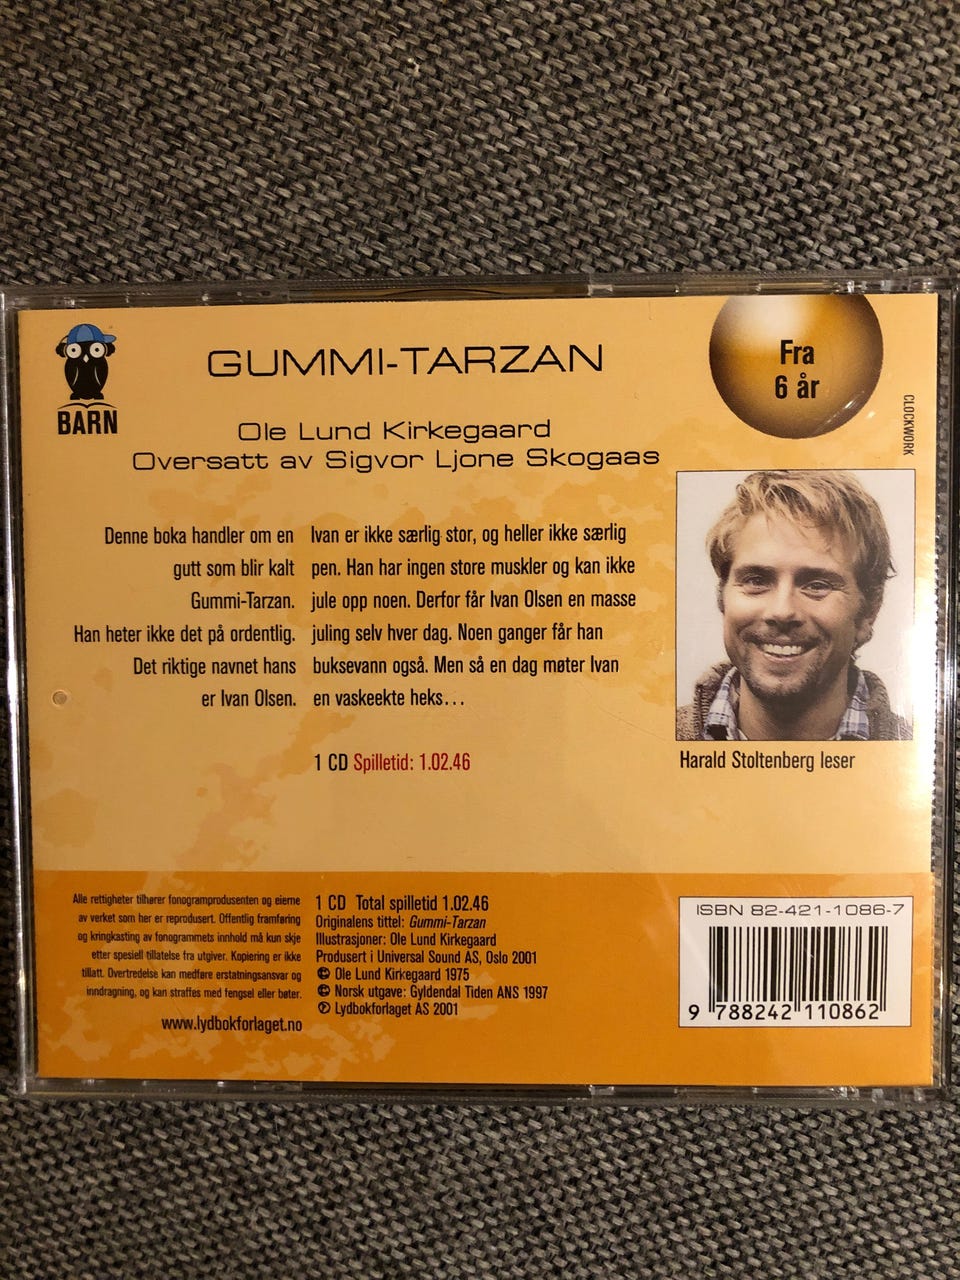 BARN
GUMMI-TARZAN
Fra
6 år
CLOCKWORK
Ole Lund Kirkegaard
Oversatt av Sigvor Ljone Skogaas
Denne boka handler om en
gutt som blir kalt
Gummi-Tarzan.
Han heter ikke det på ordentlig.
Det riktige navnet hans
er Ivan Olsen.
Ivan er ikke særlig stor, og heller ikke særlig
pen. Han har ingen store muskler og kan ikke
jule opp noen. Derfor får Ivan Olsen en masse
juling selv hver dag. Noen ganger får han
buksevann også. Men så en dag møter Ivan
en vaskeekte heks...
1 CD Spilletid: 1.02.46
Harald Stoltenberg leser
Alle rettigheter tilhører fonogramprodusenten og eierne
av verket som her er reprodusert. Offentlig framføring
og kringkasting av fonogrammets innhold må kun skje
etter spesiell tillatelse fra utgiver. Kopiering er ikke
tillatt. Overtredelse kan medføre erstatningsansvar og
inndragning, og kan straffes med fengsel eller bøter.
www.lydbokforlaget.no
1 CD Total spilletid 1.02.46
Originalens tittel: Gummi-Tarzan
Illustrasjoner: Ole Lund Kirkegaard
Produsert i Universal Sound AS, Oslo 2001
© Ole Lund Kirkegaard 1975
© Norsk utgave: Gyldendal Tiden ANS 1997
℗ Lydbokforlaget AS 2001
ISBN 82-421-1086-7
9 788242 110862